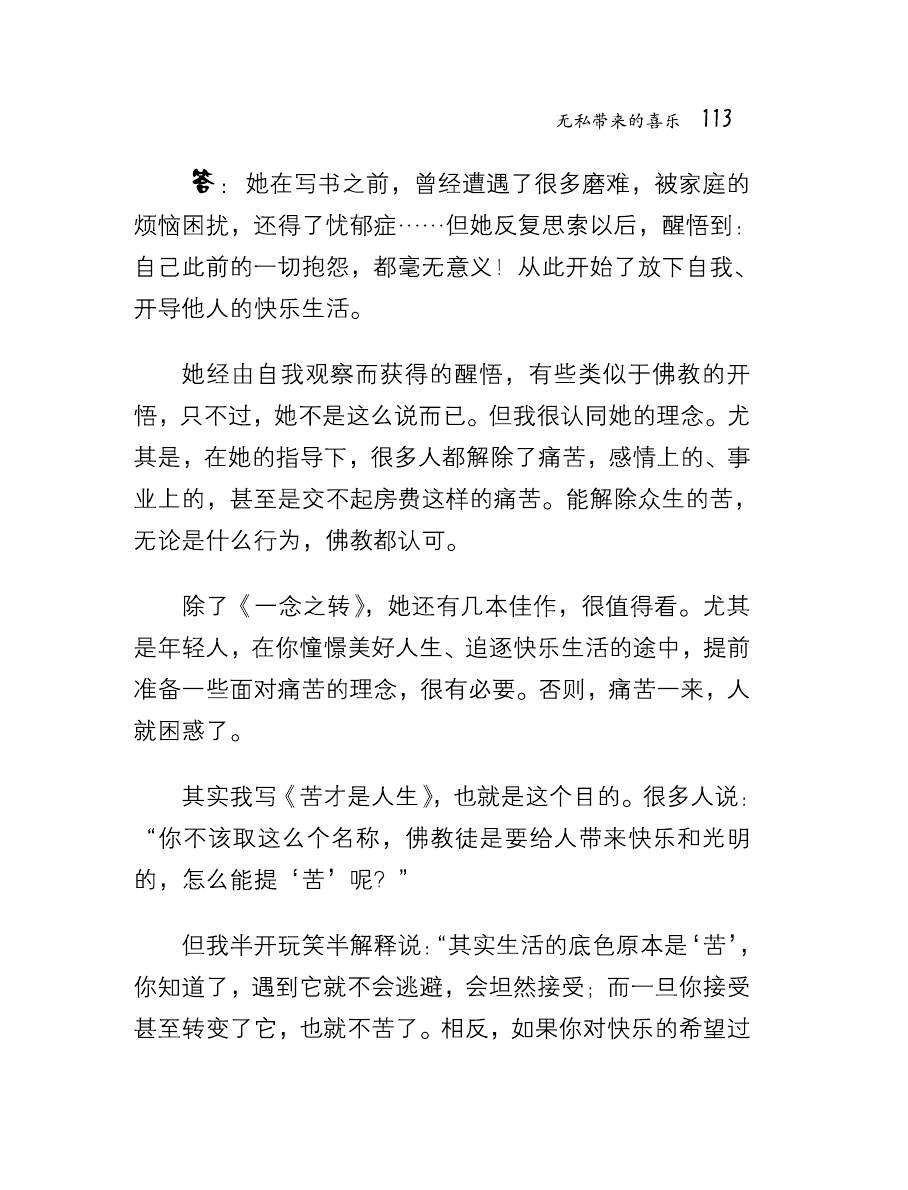 无私带来的喜乐 113
答：她在写书之前，曾经遭遇了很多磨难，被家庭的
烦恼困扰，还得了忧郁症……但她反复思索以后，醒悟到：
自己此前的一切抱怨，都毫无意义！从此开始了放下自我、
开导他人的快乐生活。
她经由自我观察而获得的醒悟，有些类似于佛教的开
悟，只不过，她不是这么说而已。但我很认同她的理念。尤
其是，在她的指导下，很多人都解除了痛苦，感情上的、事
业上的，甚至是交不起房费这样的痛苦。能解除众生的苦，
无论是什么行为，佛教都认可。
除了《一念之转》，她还有几本佳作，很值得看。尤其
是年轻人，在你憧憬美好人生、追逐快乐生活的途中，提前
准备一些面对痛苦的理念，很有必要。否则，痛苦一来，人
就困惑了。
其实我写《苦才是人生》，也就是这个目的。很多人说：
“你不该取这么个名称，佛教徒是要给人带来快乐和光明
的，怎么能提‘苦’呢？”
但我半开玩笑半解释说：“其实生活的底色原本是‘苦’，
你知道了，遇到它就不会逃避，会坦然接受；而一旦你接受
甚至转变了它，也就不苦了。相反，如果你对快乐的希望过